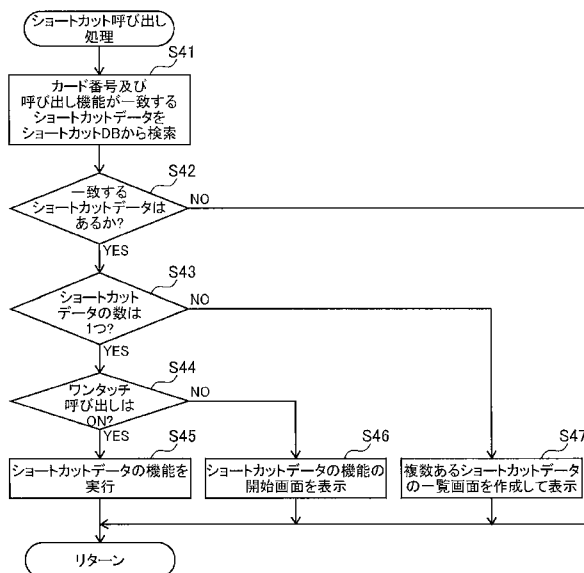 ショートカット呼び出し
処理
S41
カード番号及び
呼び出し機能が一致する
ショートカットデータを
ショートカットDBから検索
S42
一致する
ショートカットデータは
あるか?
NO
YES
S43
ショートカット
データの数は
1つ?
NO
YES
S44
ワンタッチ
呼び出しは
ON?
NO
YES
S45
ショートカットデータの機能を
実行
S46
ショートカットデータの機能の
開始画面を表示
S47
複数あるショートカットデータ
の一覧画面を作成して表示
リターン